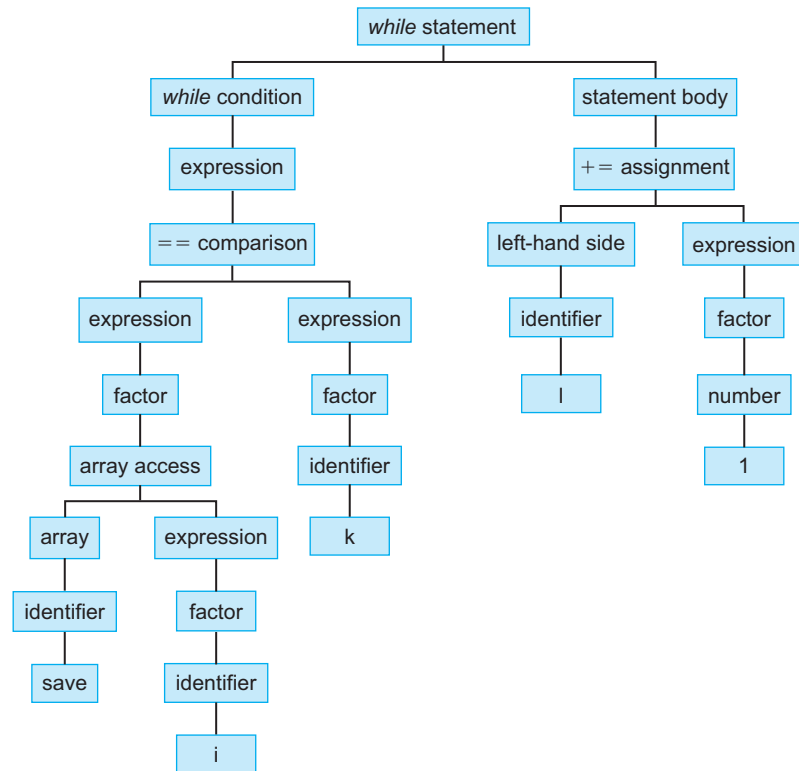 while statement
while condition
statement body
expression
+= assignment
== comparison
left-hand side
expression
expression
expression
identifier
factor
factor
factor
l
number
array access
identifier
1
array
expression
k
identifier
factor
save
identifier
i